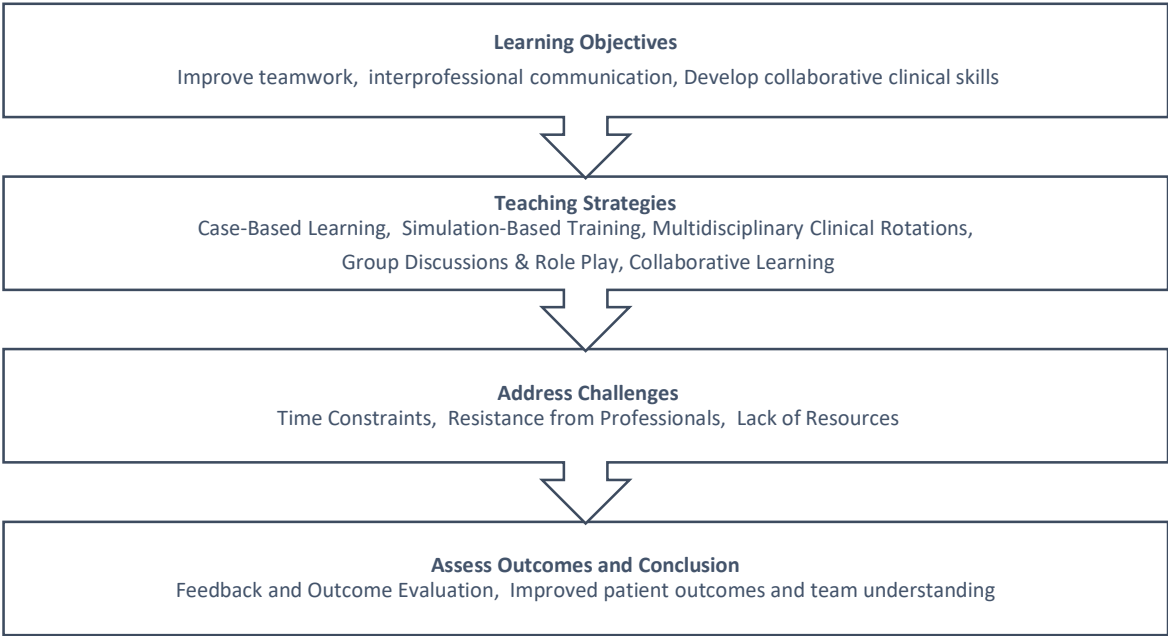 Learning Objectives
Improve teamwork, interprofessional communication, Develop collaborative clinical skills
Teaching Strategies
Case-Based Learning, Simulation-Based Training, Multidisciplinary Clinical Rotations,
Group Discussions & Role Play, Collaborative Learning
Address Challenges
Time Constraints, Resistance from Professionals, Lack of Resources
Assess Outcomes and Conclusion
Feedback and Outcome Evaluation, Improved patient outcomes and team understanding